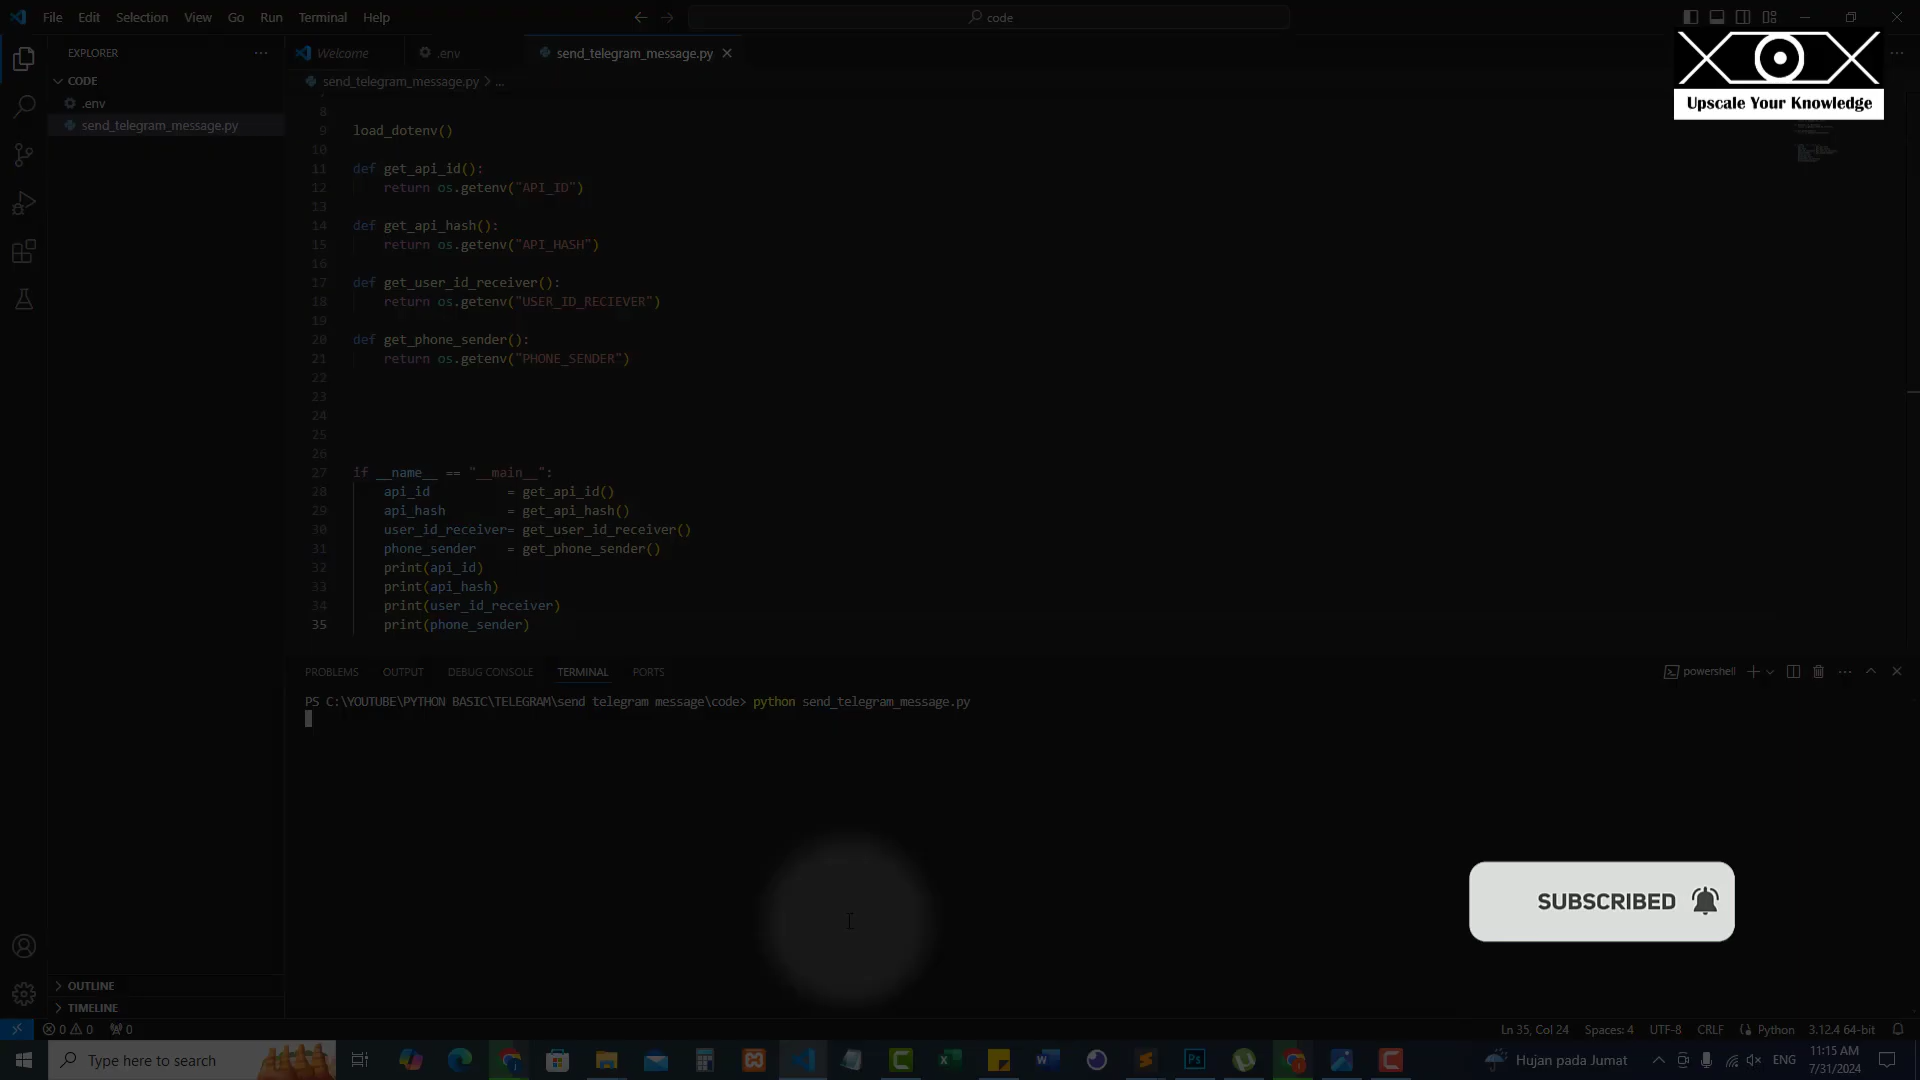 File Edit Selection View Go Run Terminal Help
code
EXPLORER
Welcome
.env
send_telegram_message.py
Upscale Your Knowledge
CODE
.env
send_telegram_message.py
send_telegram_message.py > ...
8
9 load_dotenv()
10
11 def get_api_id():
12 return os.getenv("API_ID")
13
14 def get_api_hash():
15 return os.getenv("API_HASH")
16
17 def get_user_id_receiver():
18 return os.getenv("USER_ID_RECIEVER")
19
20 def get_phone_sender():
21 return os.getenv("PHONE_SENDER")
22
23
24
25
26
27 if __name__ == "__main__":
28 api_id = get_api_id()
29 api_hash = get_api_hash()
30 user_id_receiver= get_user_id_receiver()
31 phone_sender = get_phone_sender()
32 print(api_id)
33 print(api_hash)
34 print(user_id_receiver)
35 print(phone_sender)
PROBLEMS OUTPUT DEBUG CONSOLE TERMINAL PORTS
powershell
PS C:\YOUTUBE\PYTHON BASIC\TELEGRAM\send telegram message\code> python send_telegram_message.py
SUBSCRIBED
OUTLINE
TIMELINE
0 0 0
Ln 35, Col 24 Spaces: 4 UTF-8 CRLF Python 3.12.4 64-bit
Type here to search
Hujan pada Jumat
ENG
11:15 AM
7/31/2024